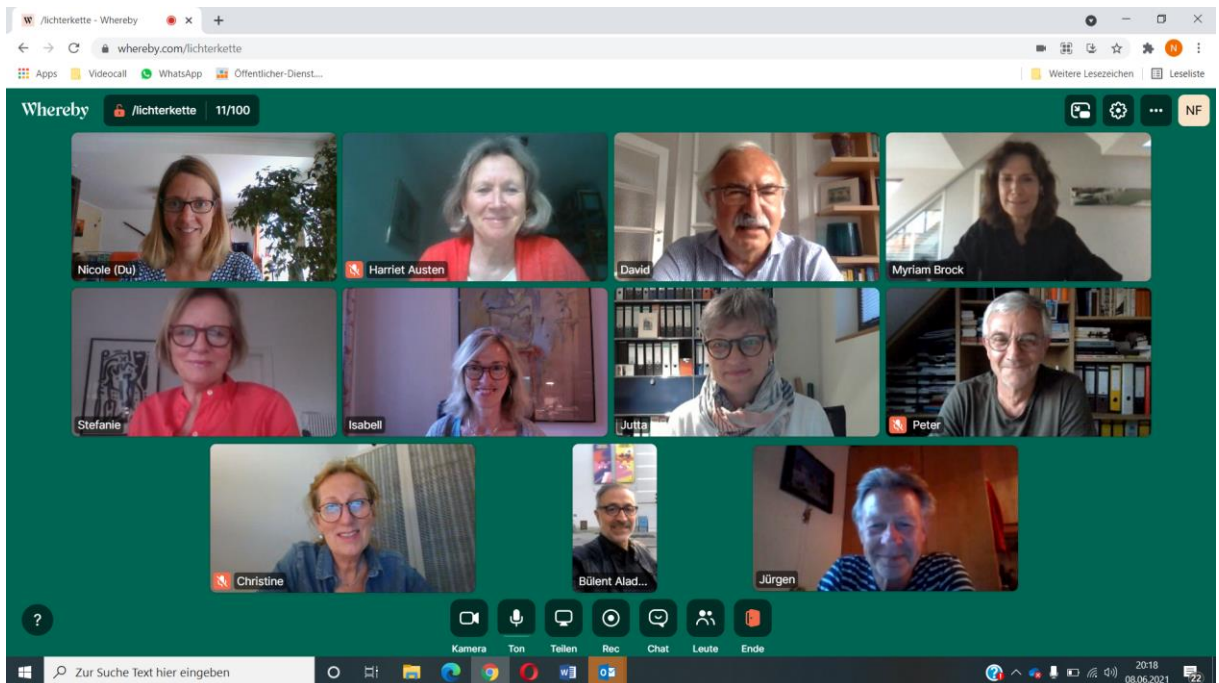 W /lichterkette - Whereby
whereby.com/lichterkette
N
Apps Videocall WhatsApp Öffentlicher-Dienst....
Weitere Lesezeichen Leseliste
Whereby /lichterkette 11/100
NF
Nicole (Du) Harriet Austen David Myriam Brock
Stefanie Isabell Jutta Peter
Christine Bülent Alad... Jürgen
?
Kamera Ton Teilen Rec Chat Leute Ende
Zur Suche Text hier eingeben
20:18
08.06.2021
22